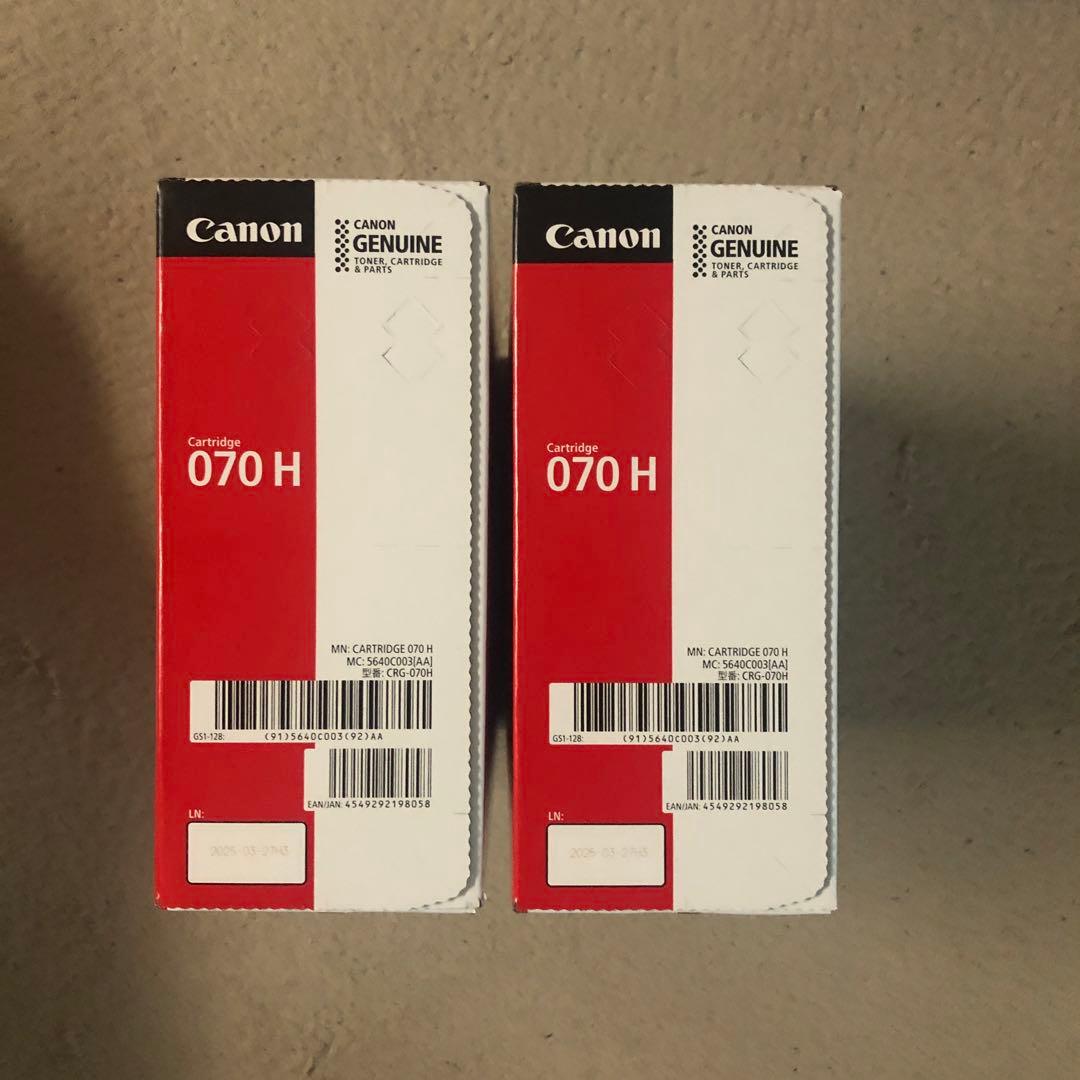 Canon
CANON
GENUINE
TONER, CARTRIDGE
& PARTS
Cartridge
070 H
MN: CARTRIDGE 070 H
MC: 5640C003[AA]
型番: CRG-070H
GS1-128:
(91)5640C003(92)AA
EAN/JAN: 4549292198058
LN:
2025-03-27H3
Canon
CANON
GENUINE
TONER, CARTRIDGE
& PARTS
Cartridge
070 H
MN: CARTRIDGE 070 H
MC: 5640C003[AA]
型番: CRG-070H
GS1-128:
(91)5640C003(92)AA
EAN/JAN: 4549292198058
LN:
2025-03-27H3